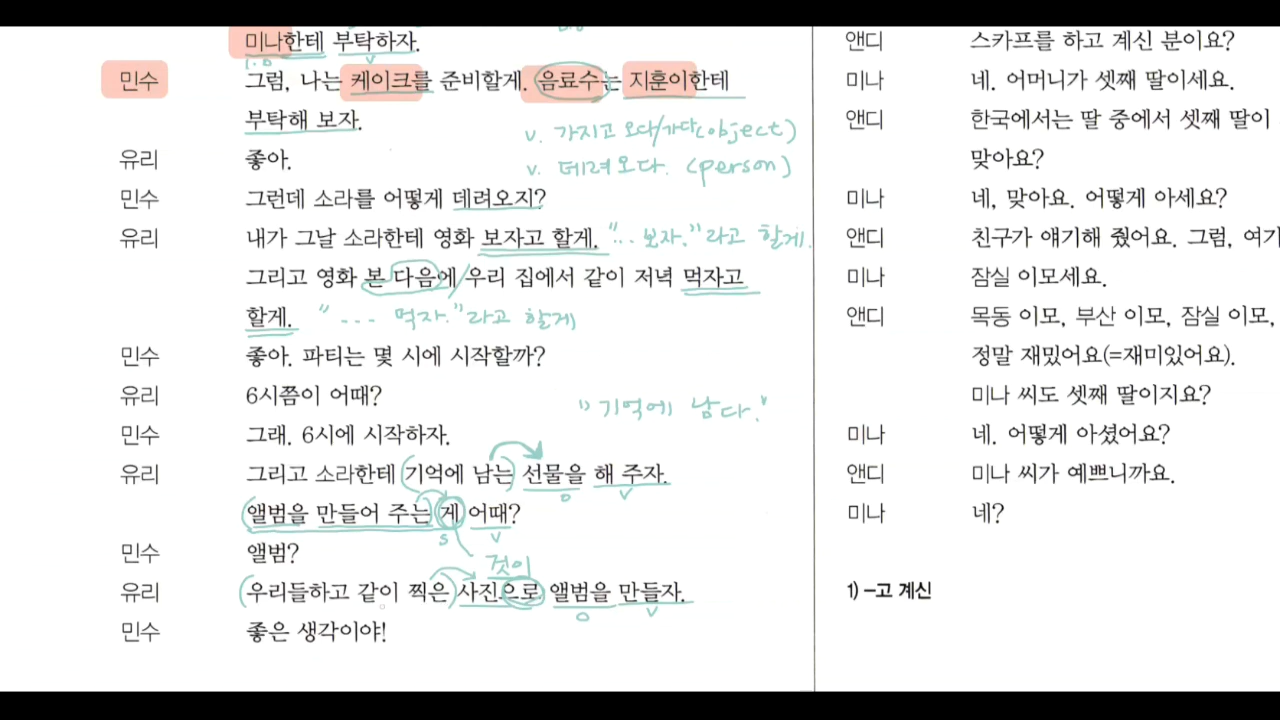 미나한테 부탁하자.
I.O V
민수 그럼, 나는 케이크를 준비할게. 음료수는 지훈이한테
부탁해 보자.
v. 가지고 오다/가다(object)
유리 좋아.
v. 데려오다. (person)
민수 그런데 소라를 어떻게 데려오지?
유리 내가 그날 소라한테 영화 보자고 할게. "... 보자."라고 할게.
그리고 영화 본 다음에/우리 집에서 같이 저녁 먹자고
할게. "... 먹자."라고 할게
민수 좋아. 파티는 몇 시에 시작할까?
유리 6시쯤이 어때?
"기억에 남다."
민수 그래. 6시에 시작하자.
유리 그리고 소라한테 (기억에 남는) 선물을 해 주자.
O V
(앨범을 만들어 주는) 게 어때?
S V
민수 앨범?
것이
유리 (우리들하고 같이 찍은) 사진으로 앨범을 만들자.
O V
민수 좋은 생각이야!
앤디 스카프를 하고 계신 분이요?
미나 네. 어머니가 셋째 딸이세요.
앤디 한국에서는 딸 중에서 셋째 딸이
맞아요?
미나 네, 맞아요. 어떻게 아세요?
앤디 친구가 얘기해 줬어요. 그럼, 여기
미나 잠실 이모세요.
앤디 목동 이모, 부산 이모, 잠실 이모,
정말 재밌어요(=재미있어요).
미나 씨도 셋째 딸이지요?
미나 네. 어떻게 아셨어요?
앤디 미나 씨가 예쁘니까요.
미나 네?
1) –고 계신